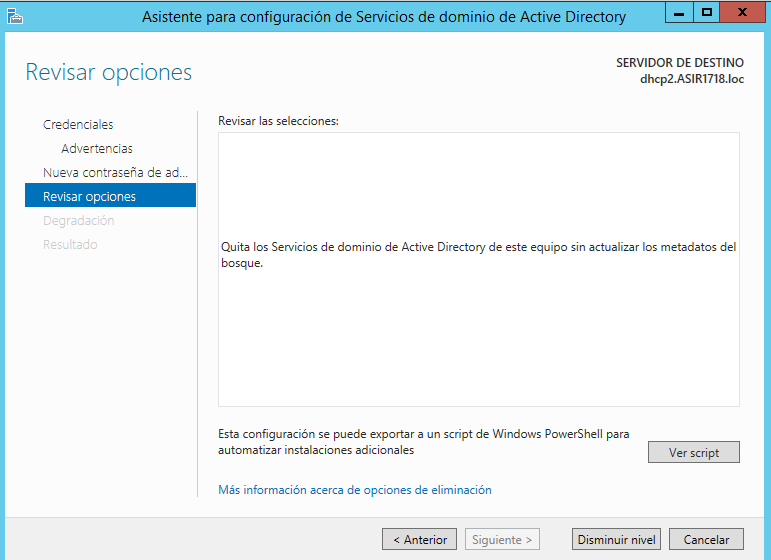 Asistente para configuración de Servicios de dominio de Active Directory
Revisar opciones
SERVIDOR DE DESTINO
dhcp2.ASIR1718.loc
Credenciales
Advertencias
Nueva contraseña de ad...
Revisar opciones
Degradación
Resultado
Revisar las selecciones:
Quita los Servicios de dominio de Active Directory de este equipo sin actualizar los metadatos del
bosque.
Esta configuración se puede exportar a un script de Windows PowerShell para
automatizar instalaciones adicionales
Ver script
Más información acerca de opciones de eliminación
< Anterior
Siguiente >
Disminuir nivel
Cancelar